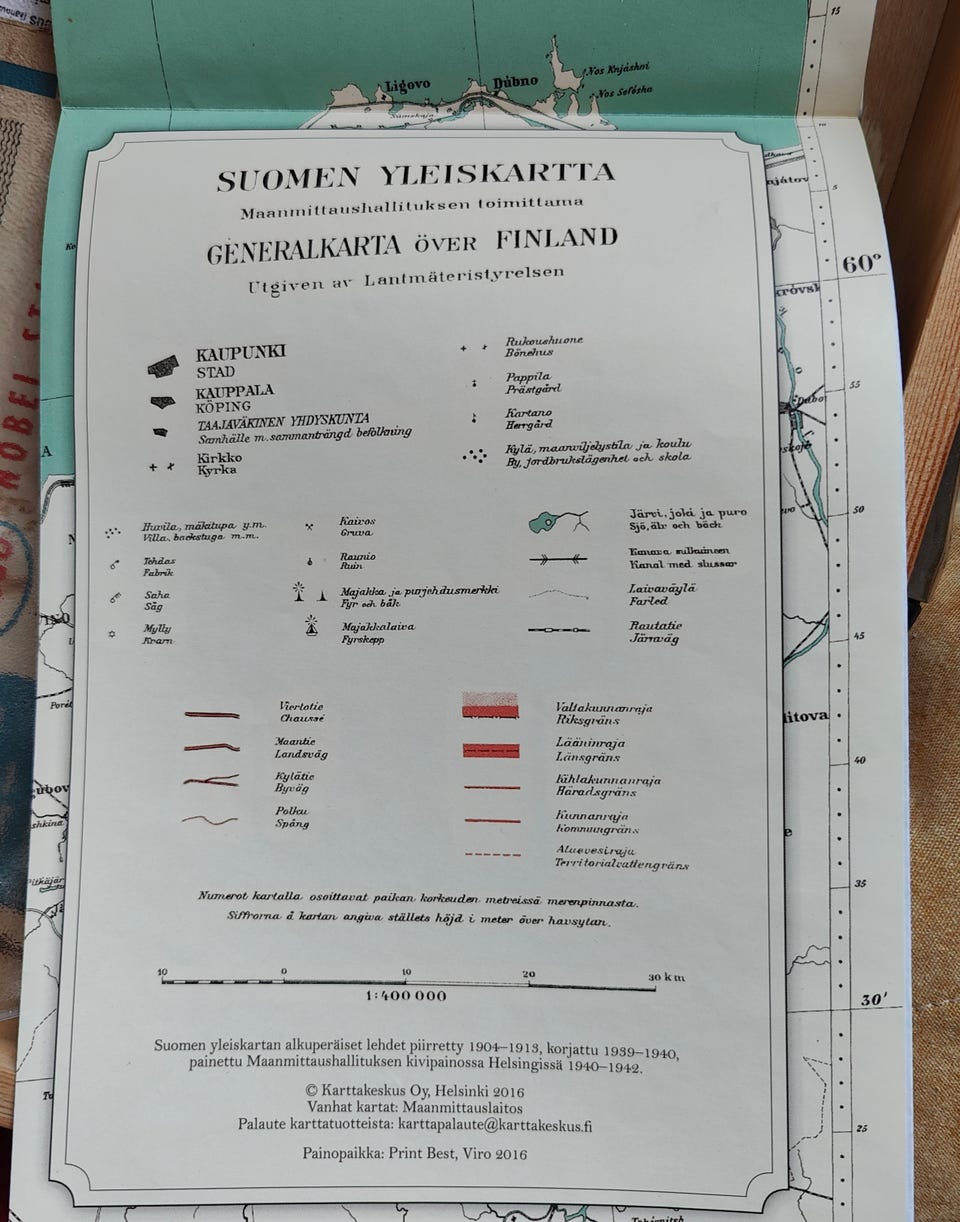 15
Ligovo
Dubno
Nos Knjáshni
Nos Selósha
SUOMEN YLEISKARTTA
Maanmittaushallituksen toimittama
GENERALKARTA ÖVER FINLAND
Utgiven av Lantmäteristyrelsen
5
60°
55
50
45
40
35
30'
25
KAUPUNKI
STAD
KAUPPALA
KÖPING
TAAJAVÄKINEN YHDYSKUNTA
Samhälle m. sammanträngd befolkning
Kirkko
Kyrka
Rukoushuone
Bönehus
Pappila
Prästgård
Kartano
Herrgård
Kylä, maanviljelystila ja koulu
By, jordbrukslägenhet och skola
Huvila, mäkitupa y.m.
Villa, backstuga m.m.
Tehdas
Fabrik
Saha
Såg
Mylly
Kvarn
Kaivos
Gruva
Raunio
Ruin
Majakka ja purjehdusmerkki
Fyr och båk
Majakkalaiva
Fyrskepp
Järvi, joki ja puro
Sjö, älv och bäck
Kanava sulkuineen
Kanal med slussar
Laivaväylä
Farled
Rautatie
Järnväg
Viertotie
Chaussé
Maantie
Landsväg
Kylätie
Byväg
Polku
Spång
Valtakunnanraja
Riksgräns
Lääninraja
Länsgräns
Kihlakunnanraja
Häradsgräns
Kunnanraja
Kommungräns
Aluevesiraja
Territorialvattengräns
Numerot kartalla osoittavat paikan korkeuden metreissä merenpinnasta.
Siffrorna å kartan angiva ställets höjd i meter över havsytan.
10 0 10 20 30 km
1:400 000
Suomen yleiskartan alkuperäiset lehdet piirretty 1904–1913, korjattu 1939–1940,
painettu Maanmittaushallituksen kivipainossa Helsingissä 1940–1942.
© Karttakeskus Oy, Helsinki 2016
Vanhat kartat: Maanmittauslaitos
Palaute karttatuotteista: karttapalaute@karttakeskus.fi
Painopaikka: Print Best, Viro 2016